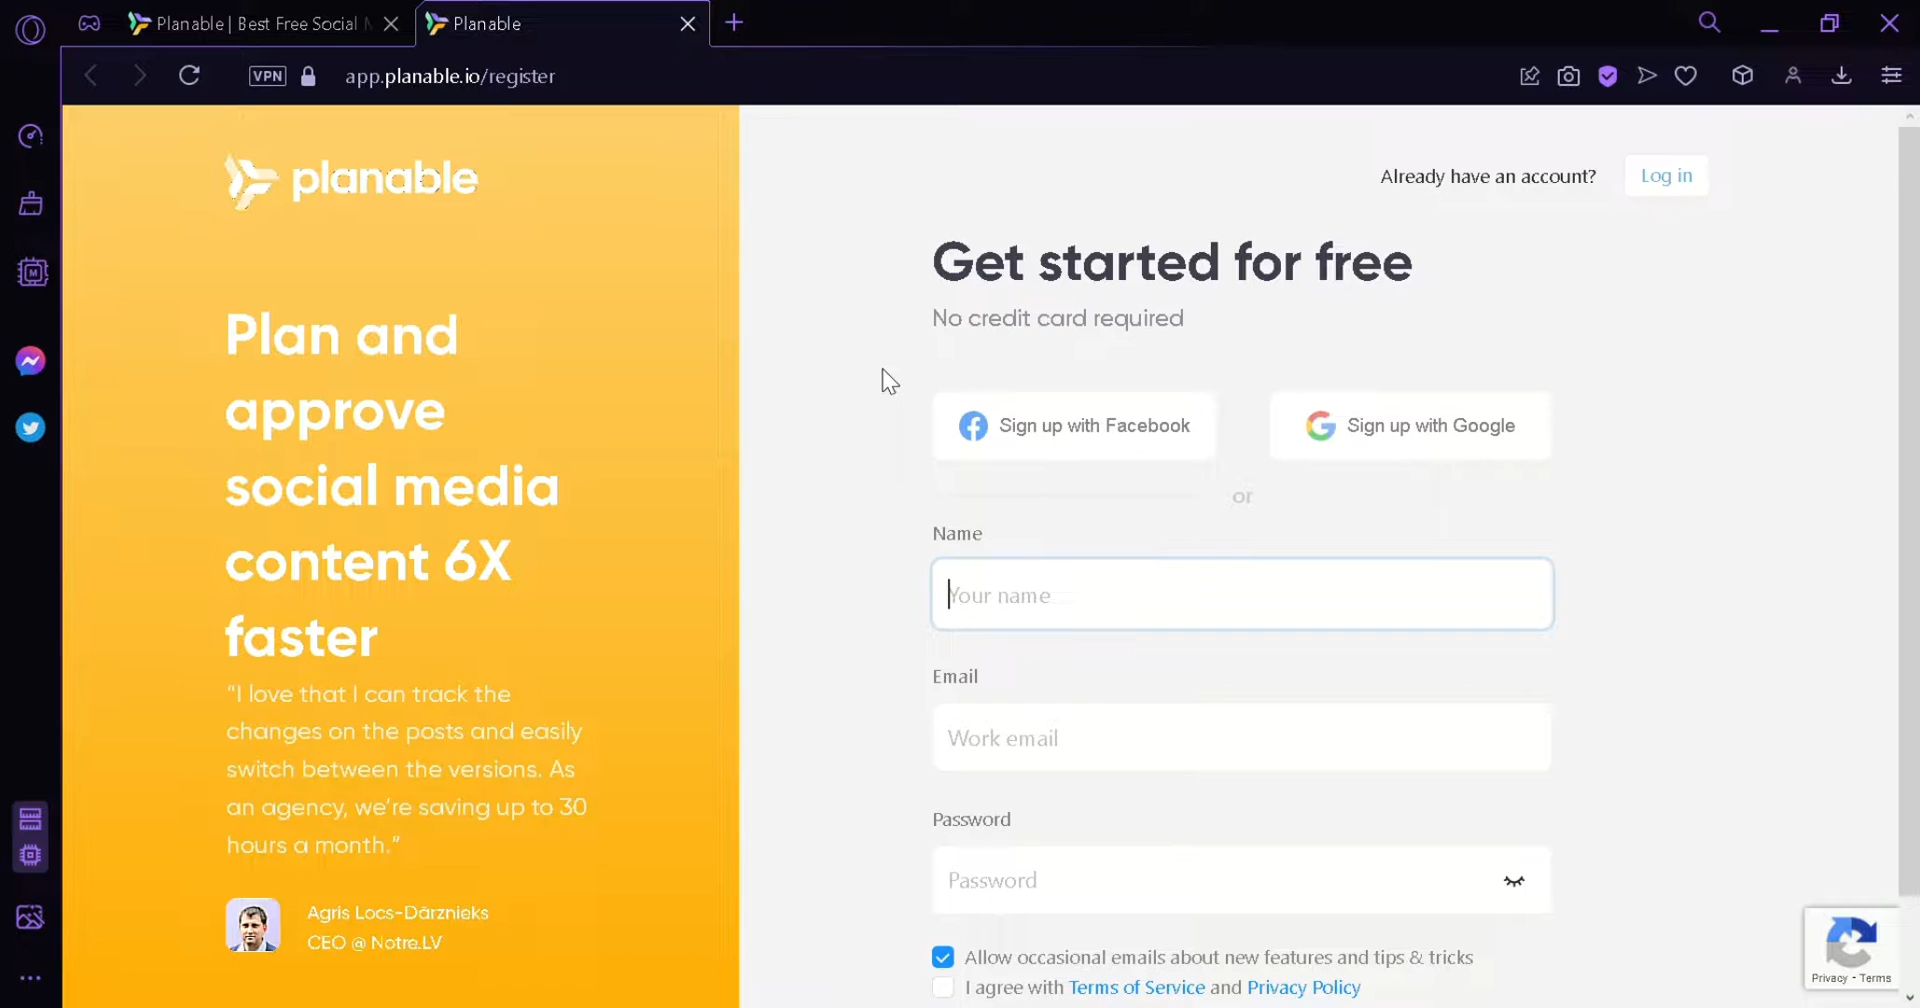 Planable | Best Free Social
Planable
VPN
app.planable.io/register
planable
Plan and
approve
social media
content 6X
faster
“I love that I can track the
changes on the posts and easily
switch between the versions. As
an agency, we’re saving up to 30
hours a month.”
Agris Locs-Dārznieks
CEO @ Notre.LV
Already have an account?
Log in
Get started for free
No credit card required
Sign up with Facebook
Sign up with Google
or
Name
Your name
Email
Work email
Password
Password
Allow occasional emails about new features and tips & tricks
I agree with Terms of Service and Privacy Policy
Privacy - Terms